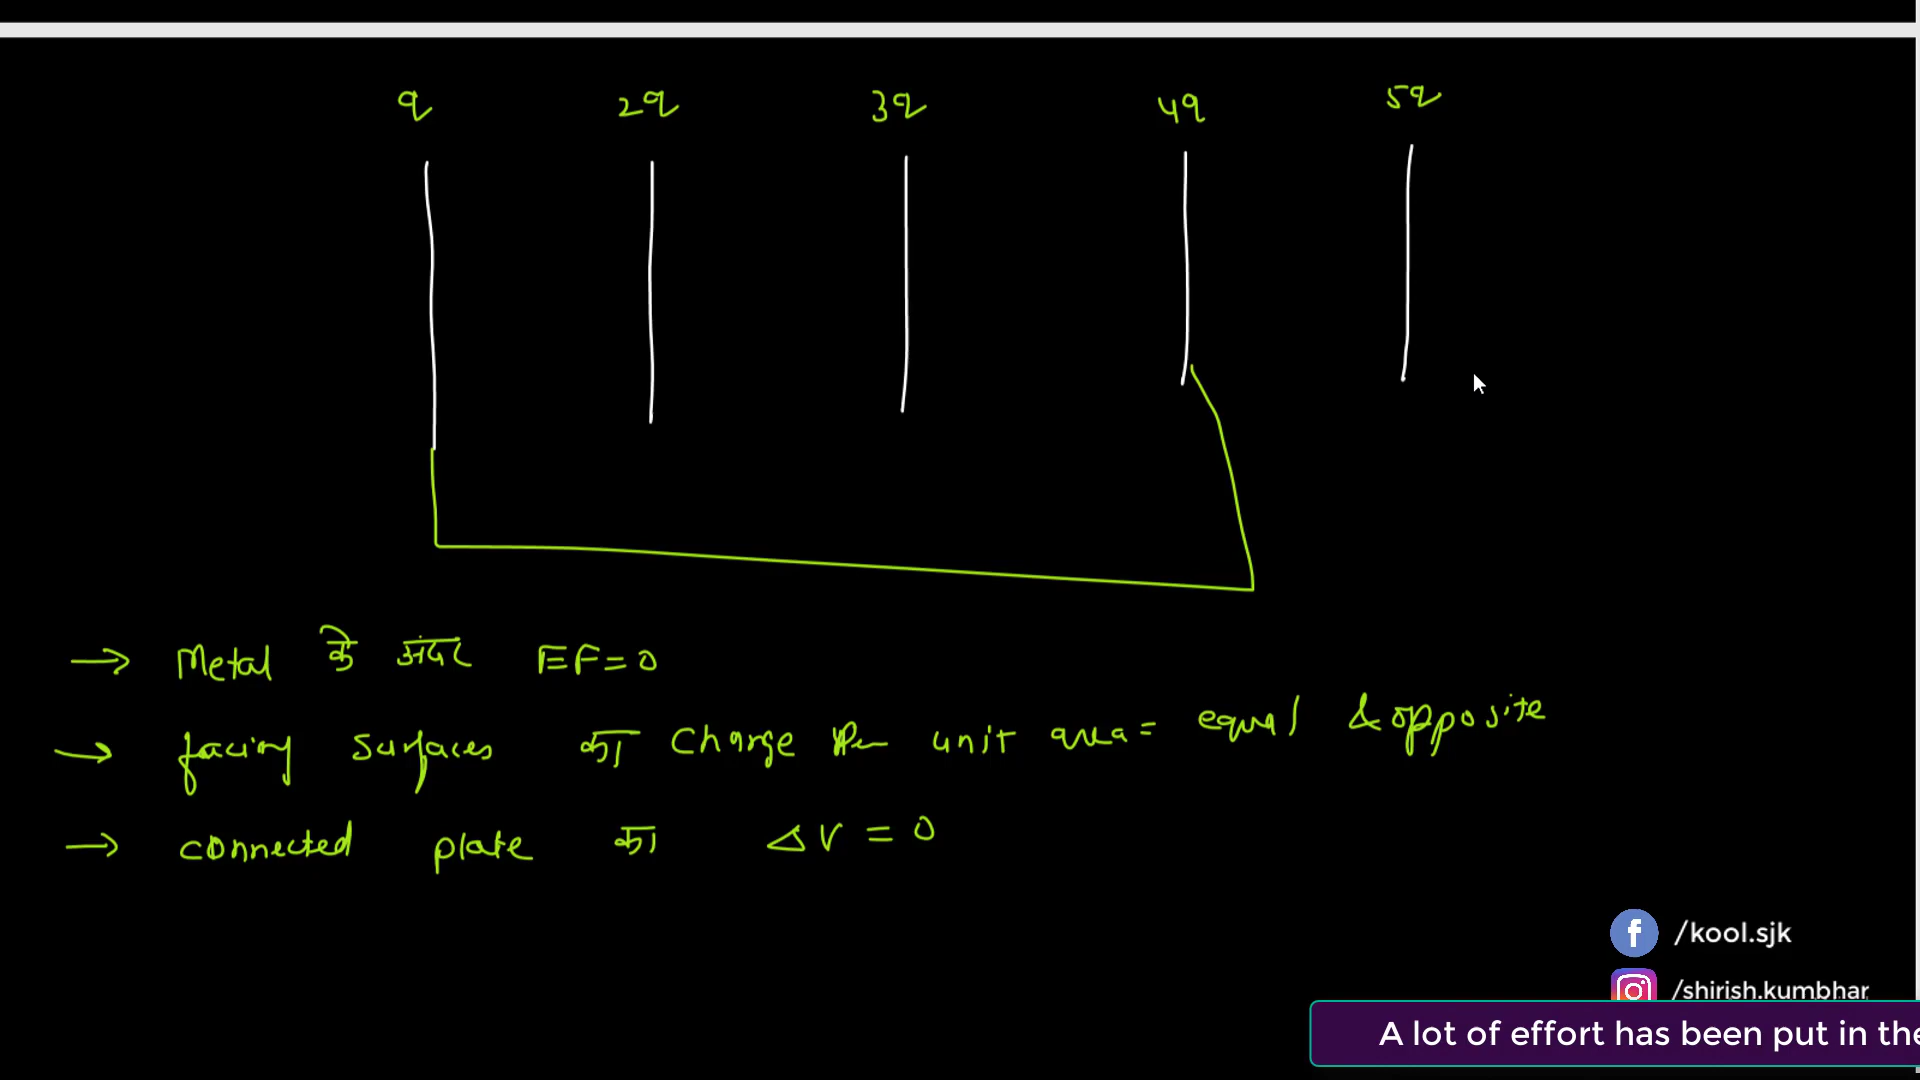 q 2q 3q 4q 5q
→ Metal के अंदर EF=0
→ facing surfaces का charge Per unit area = equal & opposite
→ connected plate का ΔV = 0
/kool.sjk
/shirish.kumbhar
A lot of effort has been put in the